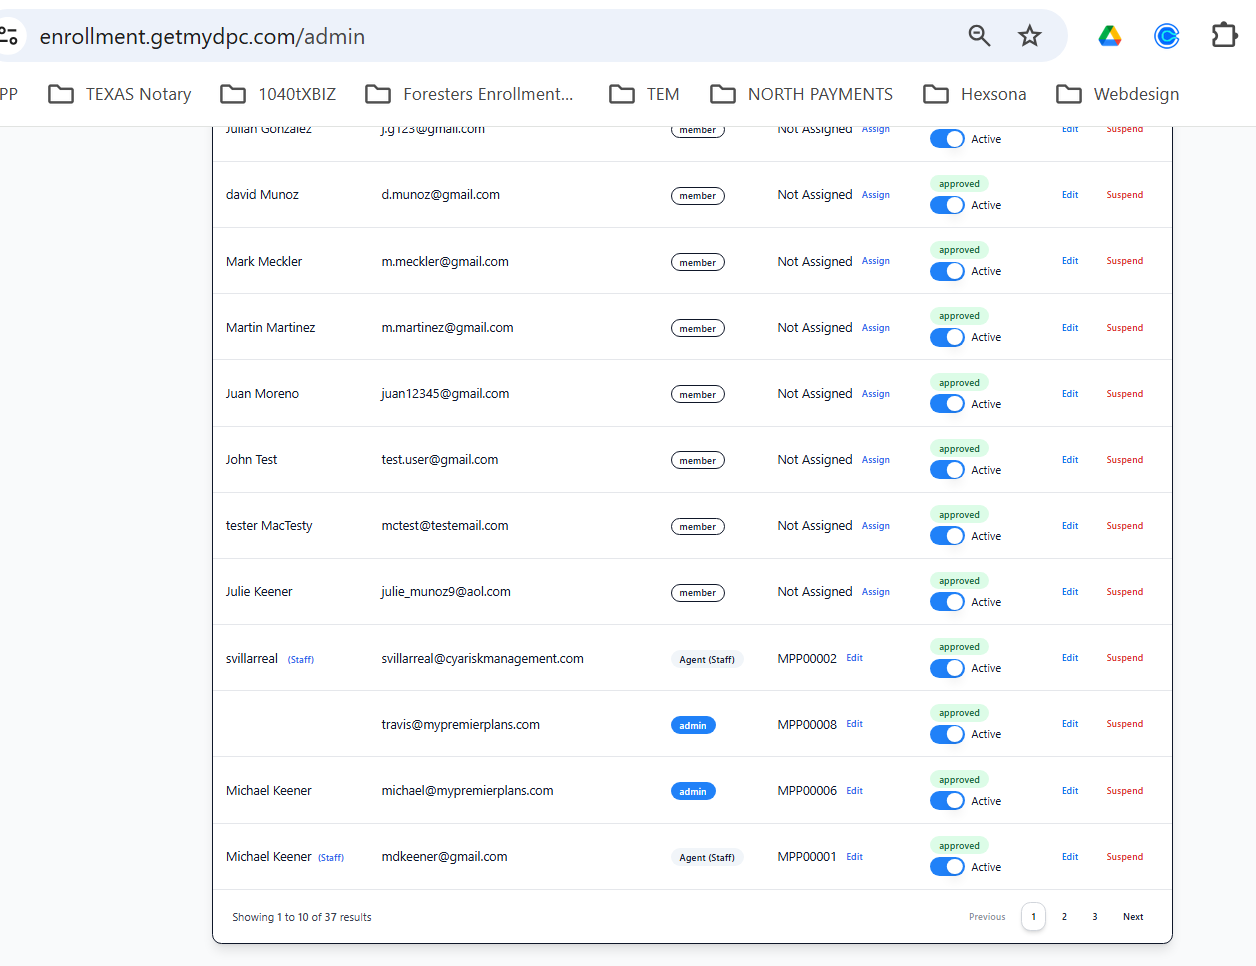 enrollment.getmydpc.com/admin
PP TEXAS Notary 1040tXBIZ Foresters Enrollment... TEM NORTH PAYMENTS Hexsona Webdesign
Julian Gonzalez j.g123@gmail.com member Not Assigned Assign Active Edit Suspend
approved
david Munoz d.munoz@gmail.com member Not Assigned Assign Edit Suspend
Active
approved
Mark Meckler m.meckler@gmail.com member Not Assigned Assign Edit Suspend
Active
approved
Martin Martinez m.martinez@gmail.com member Not Assigned Assign Edit Suspend
Active
approved
Juan Moreno juan12345@gmail.com member Not Assigned Assign Edit Suspend
Active
approved
John Test test.user@gmail.com member Not Assigned Assign Edit Suspend
Active
approved
tester MacTesty mctest@testemail.com member Not Assigned Assign Edit Suspend
Active
approved
Julie Keener julie_munoz9@aol.com member Not Assigned Assign Edit Suspend
Active
approved
svillarreal (Staff) svillarreal@cyariskmanagement.com Agent (Staff) MPP00002 Edit Edit Suspend
Active
approved
travis@mypremierplans.com admin MPP00008 Edit Edit Suspend
Active
approved
Michael Keener michael@mypremierplans.com admin MPP00006 Edit Edit Suspend
Active
approved
Michael Keener (Staff) mdkeener@gmail.com Agent (Staff) MPP00001 Edit Edit Suspend
Active
Showing 1 to 10 of 37 results Previous 1 2 3 Next